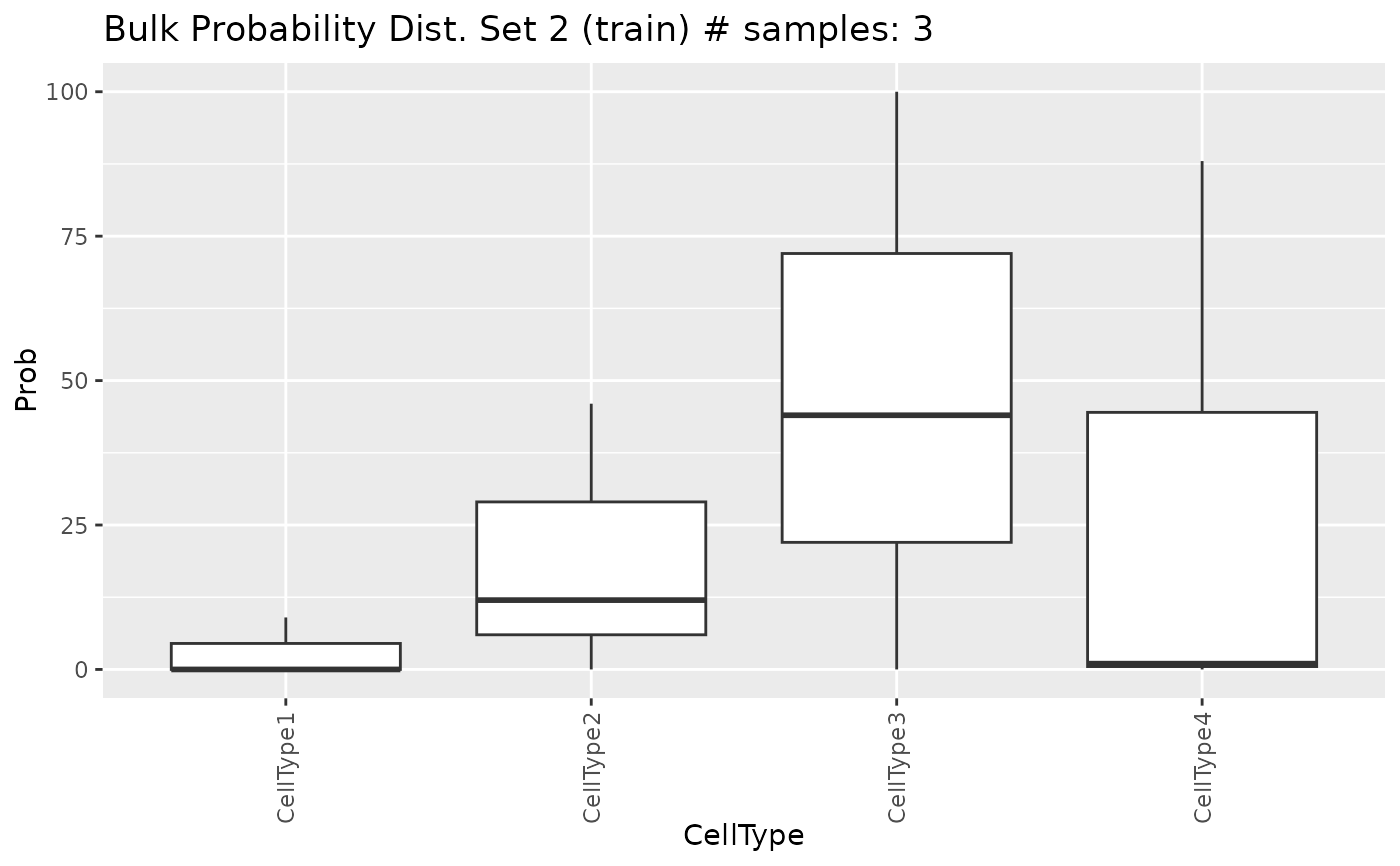 Bulk Probability Dist. Set 2 (train) # samples: 3
Prob
100
75
50
25
0
CellType1
CellType2
CellType3
CellType4
CellType